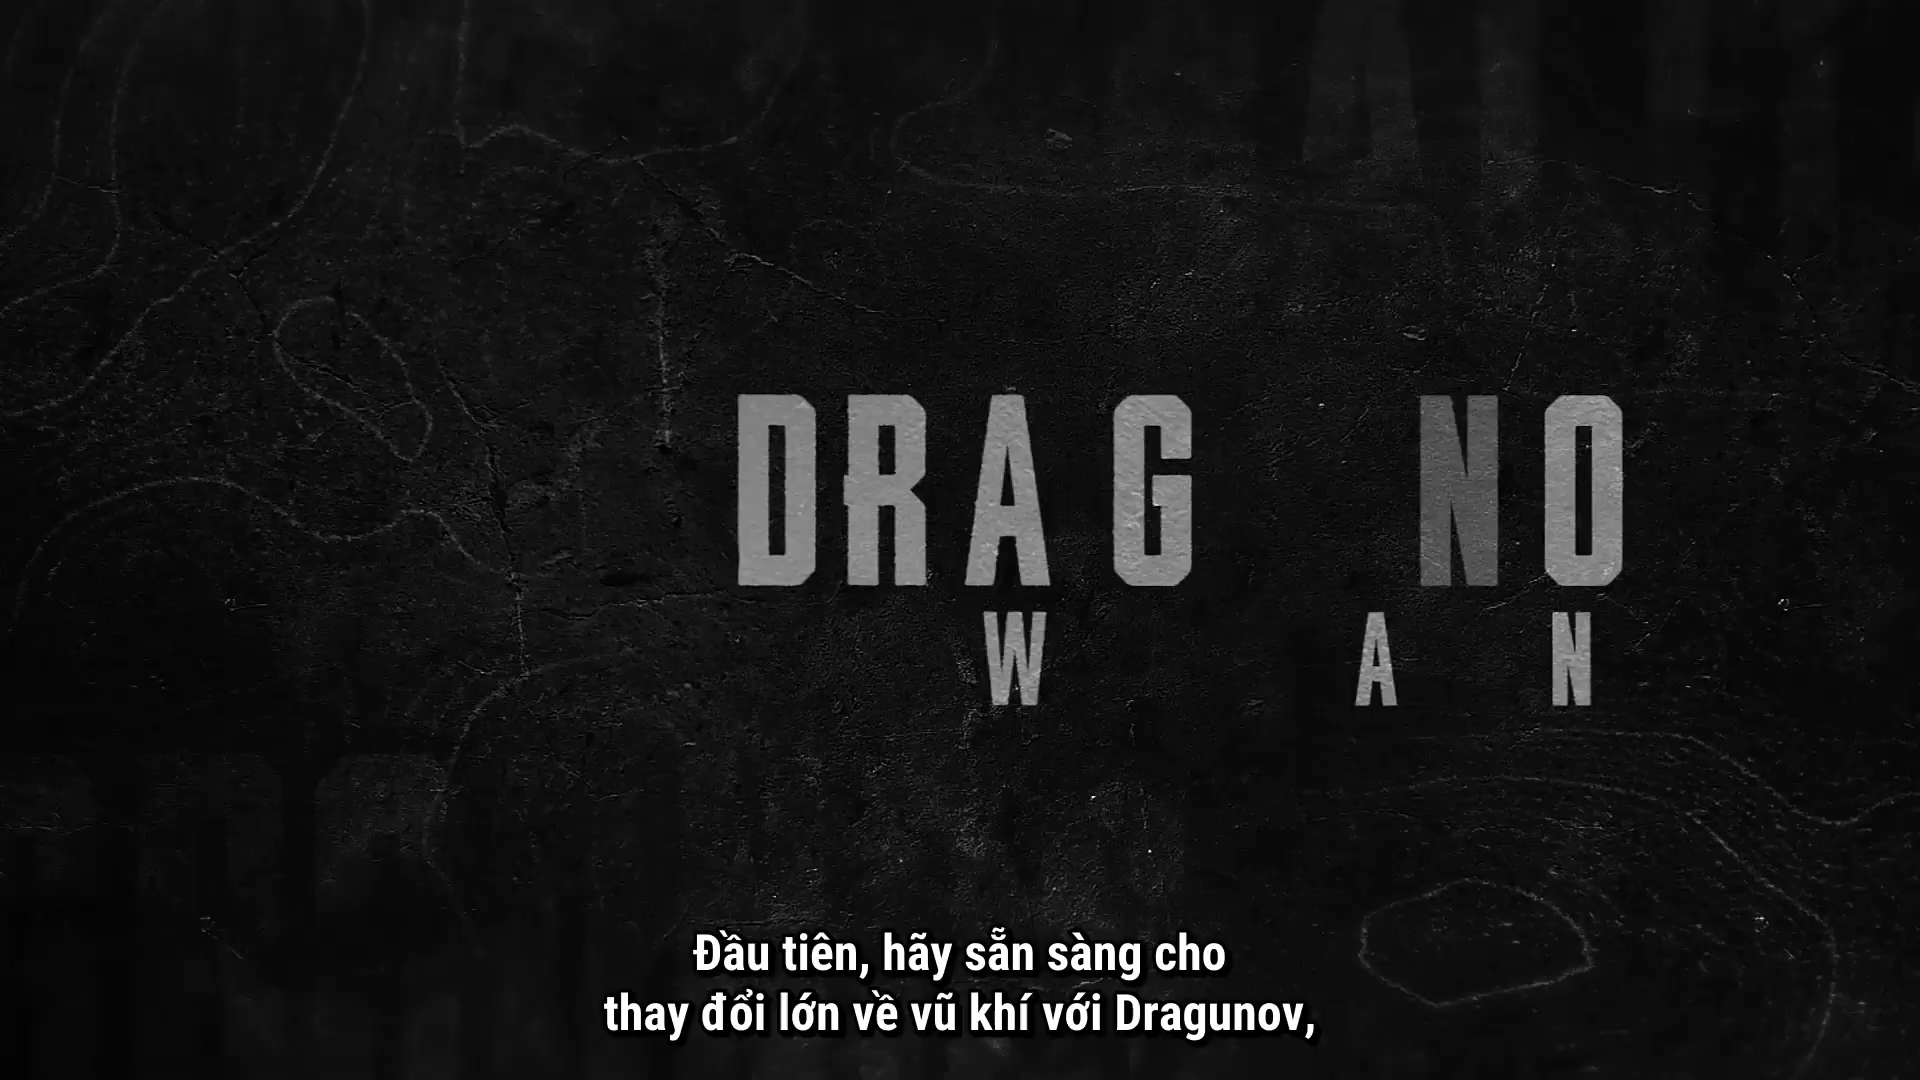 DRAG NO
W A N
Đầu tiên, hãy sẵn sàng cho
thay đổi lớn về vũ khí với Dragunov,